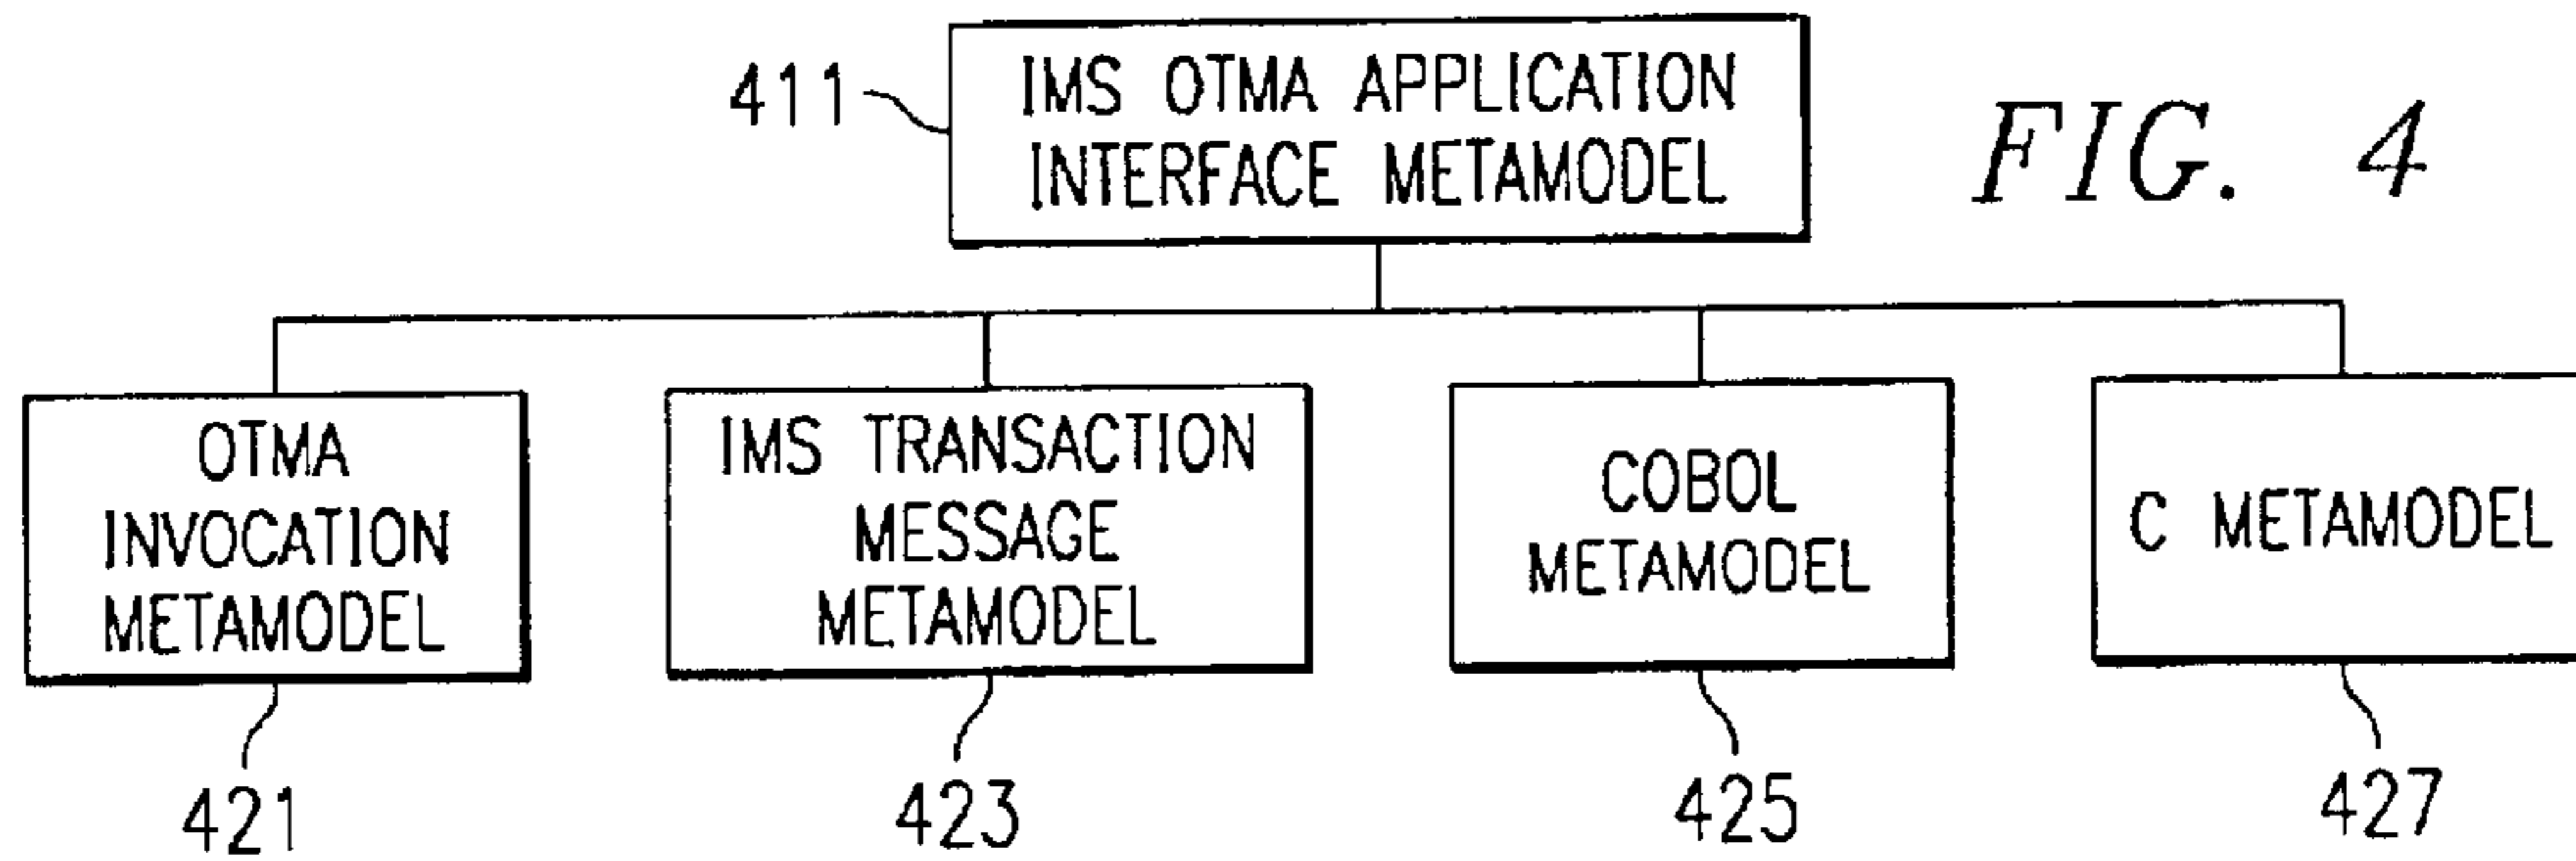 411
IMS OTMA APPLICATION
INTERFACE METAMODEL
FIG. 4
OTMA
INVOCATION
METAMODEL
IMS TRANSACTION
MESSAGE
METAMODEL
COBOL
METAMODEL
C METAMODEL
421
423
425
427